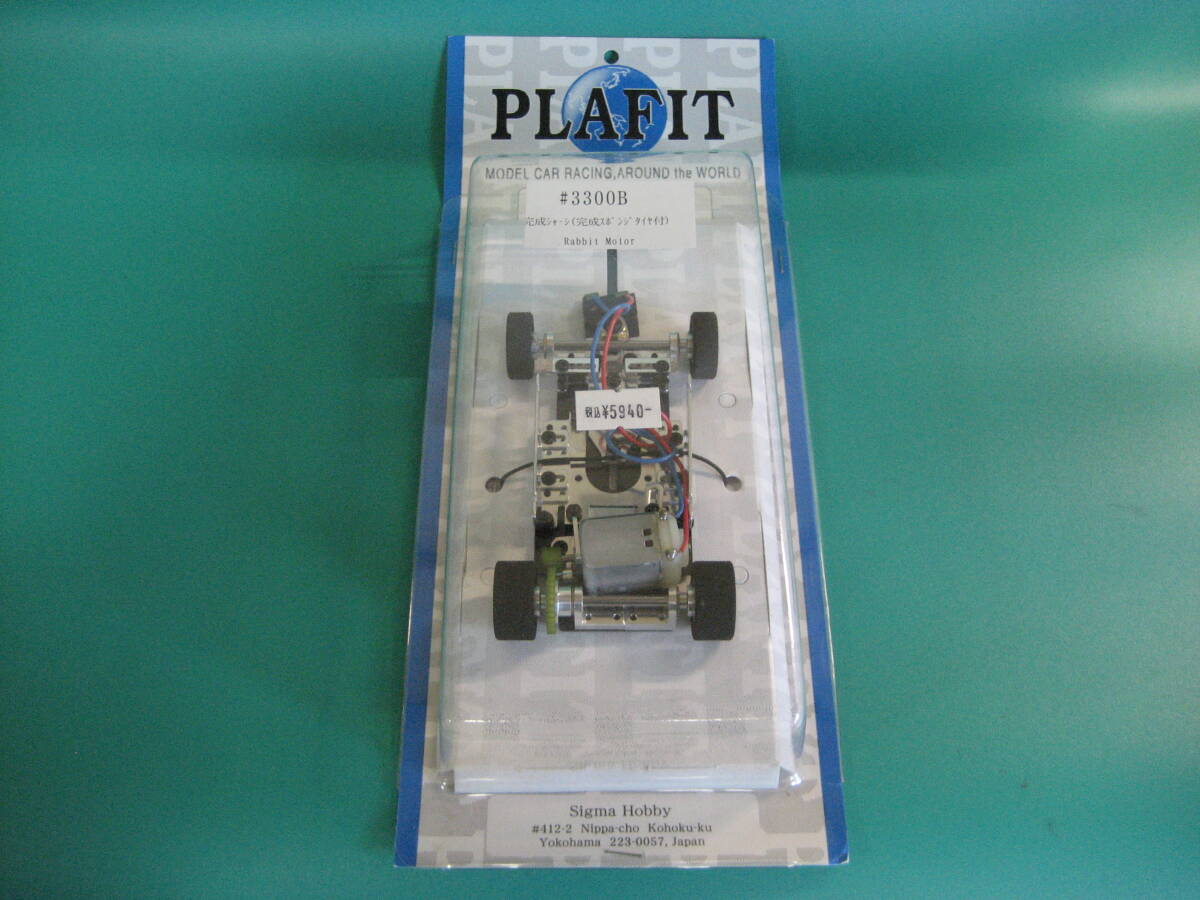 PLAFIT
MODEL CAR RACING, AROUND the WORLD
#3300B
完成シャーシ(完成スポンジタイヤ付)
Rabbit Motor
税込¥5940-
Sigma Hobby
#412-2 Nippa-cho Kohoku-ku
Yokohama 223-0057, Japan